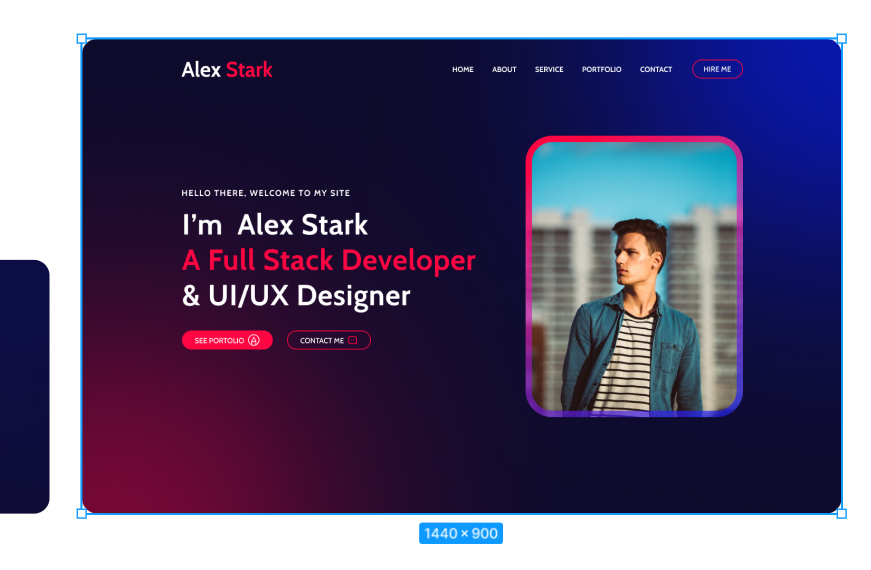 Alex Stark
HOME ABOUT SERVICE PORTFOLIO CONTACT HIRE ME
HELLO THERE, WELCOME TO MY SITE
I'm Alex Stark
A Full Stack Developer
& UI/UX Designer
SEE PORTOLIO CONTACT ME
1440 × 900